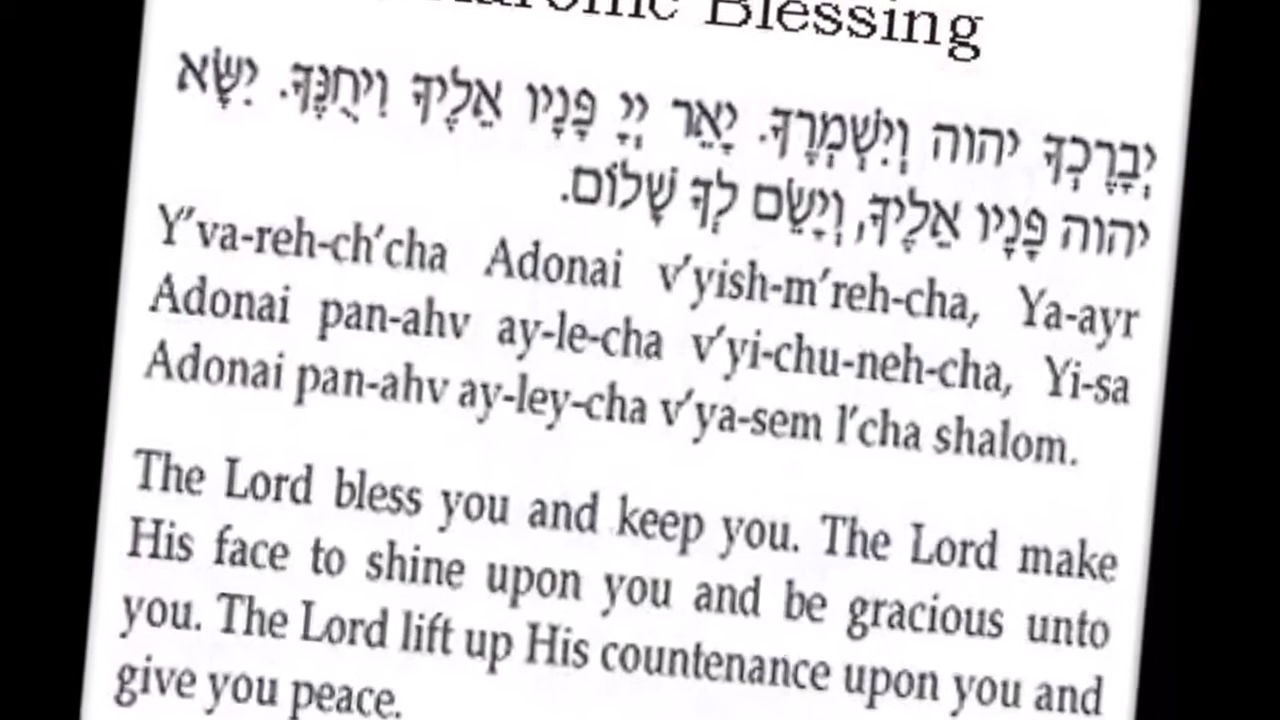 Aaronic Blessing
יְבָרֶכְךָ יהוה וְיִשְׁמְרֶךָ. יָאֵר יְיָ פָּנָיו אֵלֶיךָ וִיחֻנֶּךָּ. יִשָּׂא
יהוה פָּנָיו אֵלֶיךָ, וְיָשֵׂם לְךָ שָׁלוֹם.
Y'va-reh-ch'cha Adonai v'yish-m'reh-cha, Ya-ayr
Adonai pan-ahv ay-le-cha v'yi-chu-neh-cha, Yi-sa
Adonai pan-ahv ay-ley-cha v'ya-sem l'cha shalom.
The Lord bless you and keep you. The Lord make
His face to shine upon you and be gracious unto
you. The Lord lift up His countenance upon you and
give you peace.